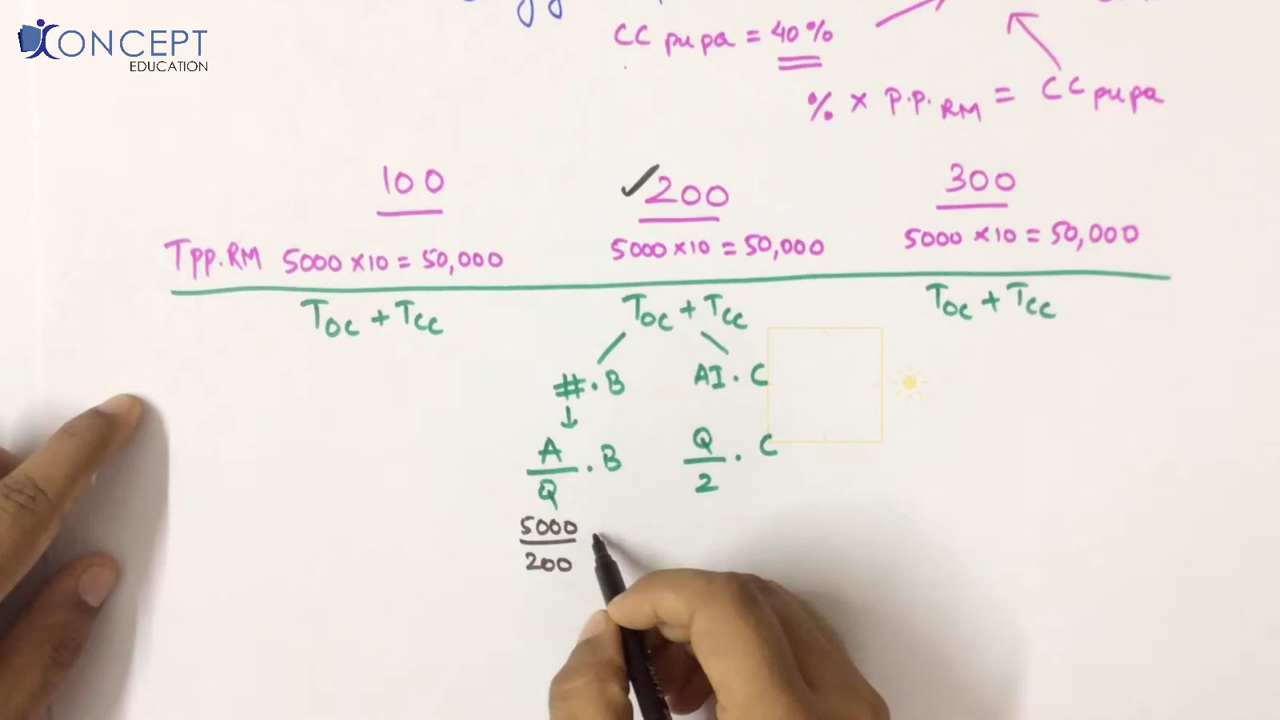 KONCEPT
EDUCATION
CC pupa = 40%
% × P.P.RM = CC pupa
100
✓200
300
TPP.RM 5000 × 10 = 50,000
5000 × 10 = 50,000
5000 × 10 = 50,000
TOC + TCC
TOC + TCC
TOC + TCC
#.B
AI.C
A/Q . B
Q/2 . C
5000/200